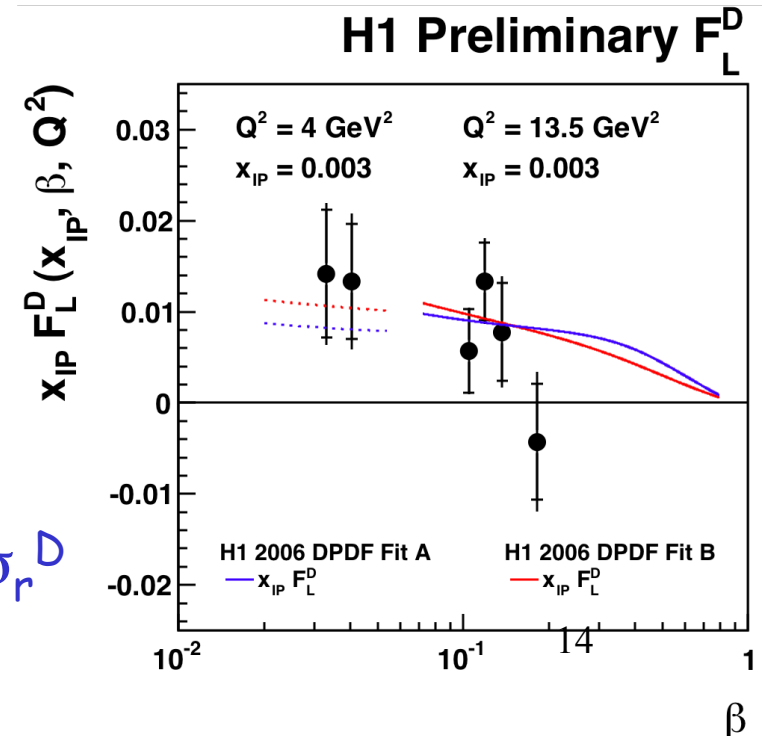 H1 Preliminary F_L^D
x_IP F_L^D (x_IP, β, Q²)
Q² = 4 GeV²
x_IP = 0.003
Q² = 13.5 GeV²
x_IP = 0.003
0.03
0.02
0.01
0
-0.01
-0.02
σ_r^D
H1 2006 DPDF Fit A
x_IP F_L^D
H1 2006 DPDF Fit B
x_IP F_L^D
14
10⁻²
10⁻¹
1
β